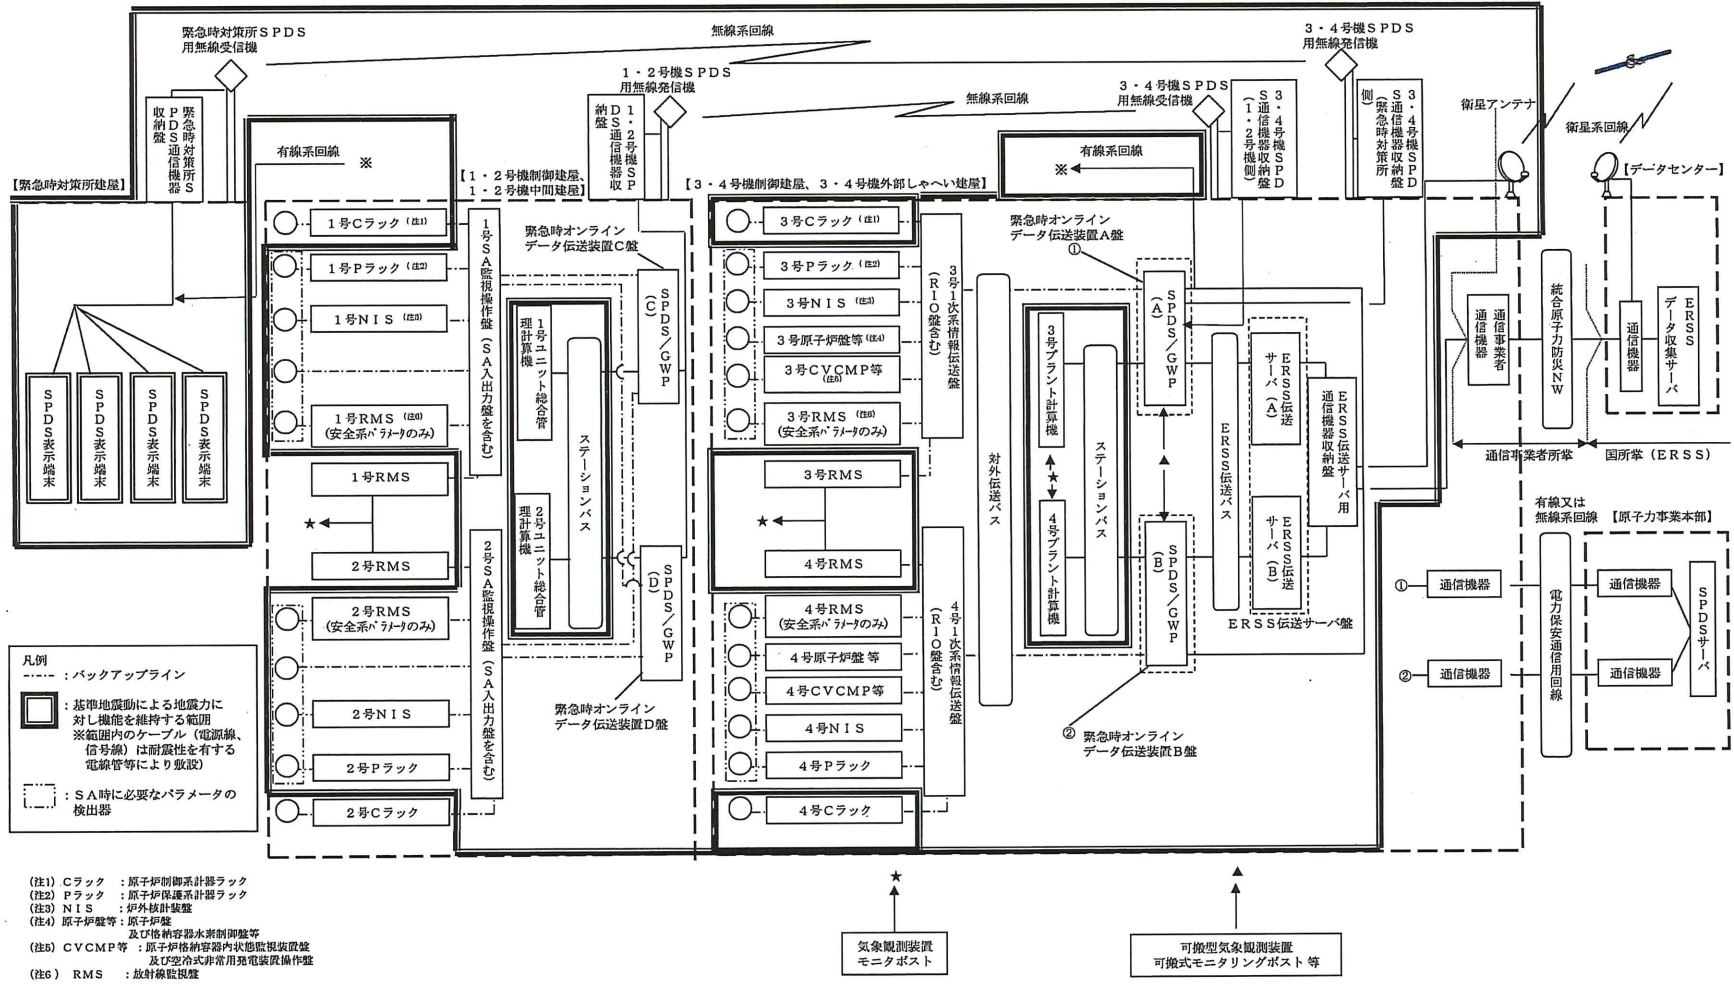 緊急時対策所SPDS
用無線受信機
無線系回線
3・4号機SPDS
用無線発信機
1・2号機SPDS
用無線発信機
3・4号機SPDS
用無線受信機
無線系回線
緊急時対策所S
PDS通信機器
収納盤
1・2号機SP
DS通信機器収
納盤
3・4号機SPD
S通信機器収納盤
(1・2号機側)
3・4号機SPD
S通信機器収納盤
(緊急時対策所
側)
衛星アンテナ
衛星系回線
有線系回線 ※
有線系回線
※
【緊急時対策所建屋】
【1・2号機制御建屋、
1・2号機中間建屋】
【3・4号機制御建屋、3・4号機外部しゃへい建屋】
【データセンター】
SPDS表示端末
SPDS表示端末
SPDS表示端末
SPDS表示端末
1号Cラック (注1)
1号Pラック (注2)
1号NIS (注3)
1号RMS (注6)
(安全系パラメータのみ)
1号RMS
★
2号RMS
2号RMS
(安全系パラメータのみ)
2号NIS
2号Pラック
2号Cラック
1号SA監視操作盤(SA入出力盤を含む)
2号SA監視操作盤(SA入出力盤を含む)
緊急時オンライン
データ伝送装置C盤
1号ユニット総合管
理計算機
2号ユニット総合管
理計算機
ステーションバス
SPDS/GWP
(C)
SPDS/GWP
(D)
緊急時オンライン
データ伝送装置D盤
3号Cラック (注1)
3号Pラック (注2)
3号NIS (注3)
3号原子炉盤等 (注4)
3号CVCMP等
(注5)
3号RMS (注6)
(安全系パラメータのみ)
3号RMS
★
4号RMS
4号RMS
(安全系パラメータのみ)
4号原子炉盤 等
4号CVCMP等
4号NIS
4号Pラック
4号Cラック
3号1次系情報伝送盤
(RIO盤含む)
4号1次系情報伝送盤
(RIO盤含む)
対外伝送バス
緊急時オンライン
データ伝送装置A盤
①
3号プラント計算機
★
4号プラント計算機
ステーションバス
SPDS/GWP
(A)
▲
SPDS/GWP
(B)
② 緊急時オンライン
データ伝送装置B盤
ERSS伝送バス
ERSS伝送
サーバ(A)
ERSS伝送
サーバ(B)
ERSS伝送サーバ盤
ERSS伝送サーバ用
通信機器収納盤
通信事業者
通信機器
統合原子力防災NW
通信機器
ERSS
データ収集サーバ
通信事業者所掌
国所掌(ERSS)
有線又は
無線系回線
【原子力事業本部】
① 通信機器
② 通信機器
電力保安通信用回線
通信機器
通信機器
SPDSサーバ
凡例
:バックアップライン
:基準地震動による地震力に
対し機能を維持する範囲
※範囲内のケーブル(電源線、
信号線)は耐震性を有する
電線管等により敷設)
:SA時に必要なパラメータの
検出器
(注1) Cラック :原子炉制御系計器ラック
(注2) Pラック :原子炉保護系計器ラック
(注3) NIS :炉外核計装盤
(注4) 原子炉盤等:原子炉盤
及び格納容器水素制御盤等
(注5) CVCMP等 :原子炉格納容器内状態監視装置盤
及び空冷式非常用発電装置操作盤
(注6) RMS :放射線監視盤
★
気象観測装置
モニタポスト
▲
可搬型気象観測装置
可搬式モニタリングポスト 等